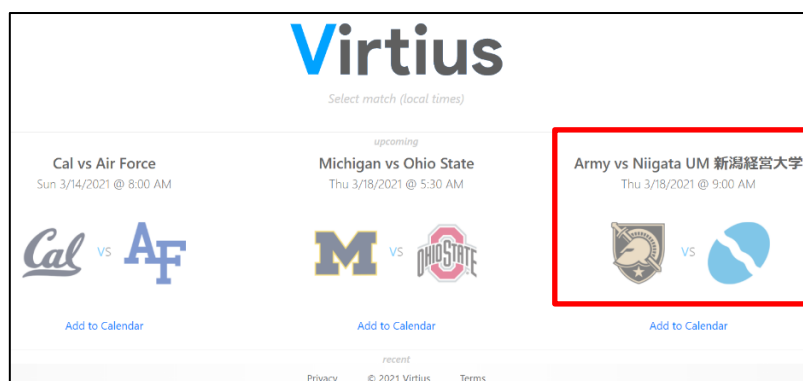 Virtius
Select match (local times)
upcoming
Cal vs Air Force
Sun 3/14/2021 @ 8:00 AM
Cal VS AF
Add to Calendar
Michigan vs Ohio State
Thu 3/18/2021 @ 5:30 AM
M VS OHIO STATE
Add to Calendar
Army vs Niigata UM 新潟経営大学
Thu 3/18/2021 @ 9:00 AM
VS
Add to Calendar
recent
Privacy © 2021 Virtius Terms